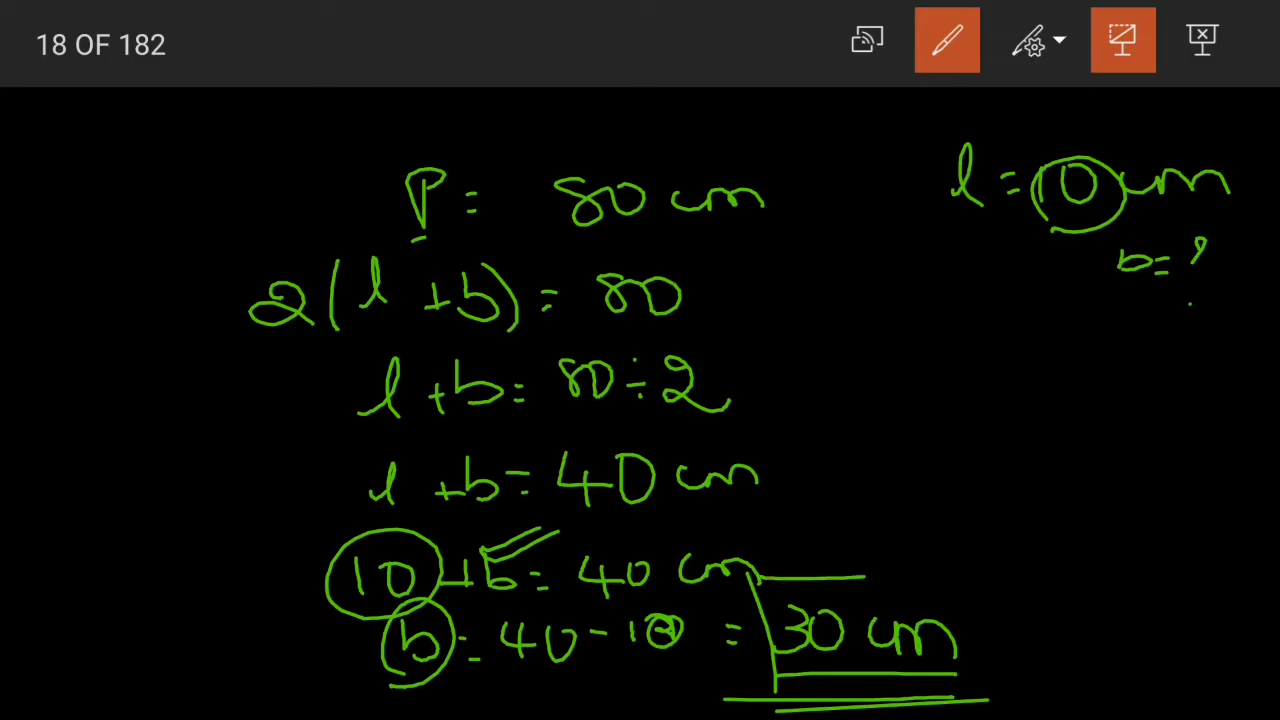 18 OF 182
P = 80 cm
l = 10 cm
b = ?
2(l + b) = 80
l + b = 80 ÷ 2
l + b = 40 cm
10 + b = 40 cm
b = 40 - 10 = 30 cm